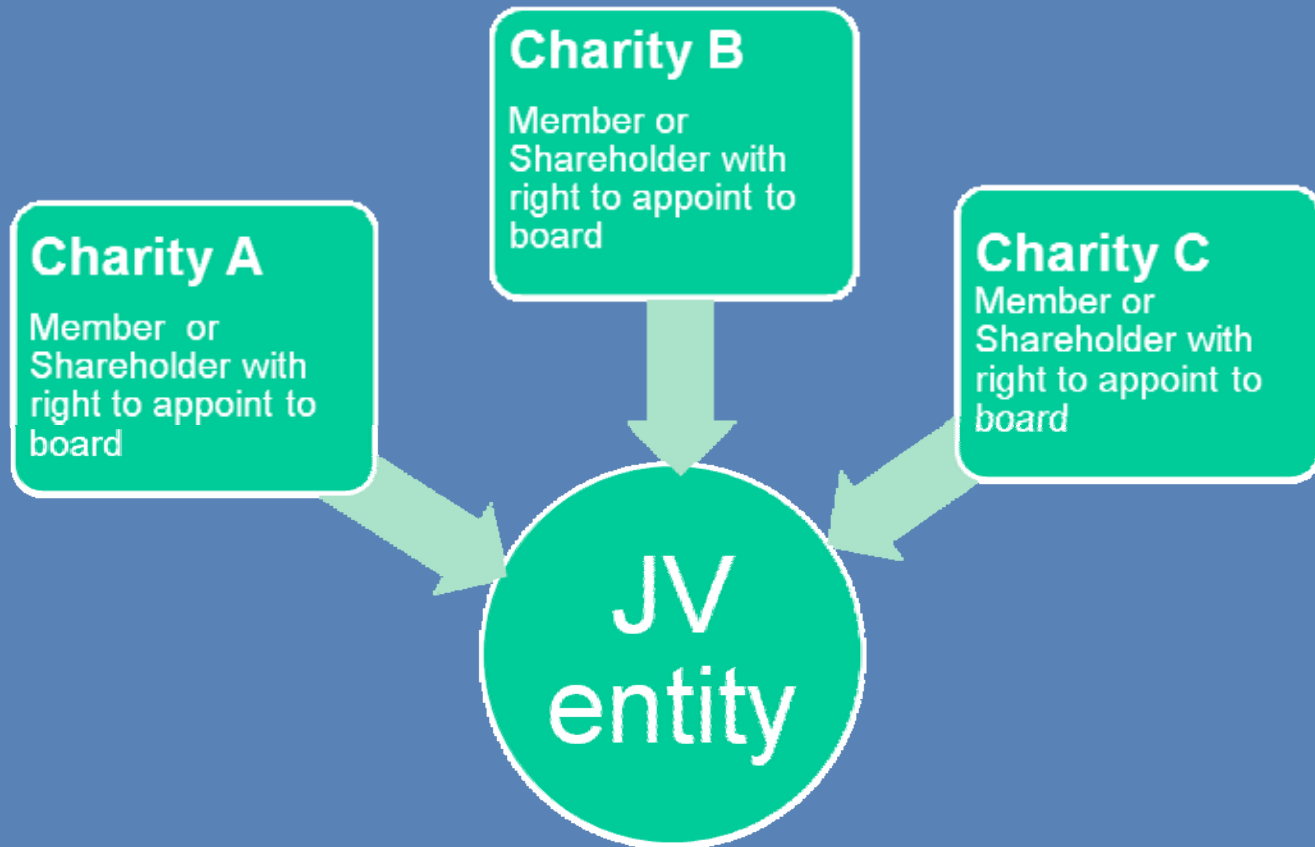 Charity B
Member or
Shareholder with
right to appoint to
board
Charity A
Member or
Shareholder with
right to appoint to
board
Charity C
Member or
Shareholder with
right to appoint to
board
JV
entity